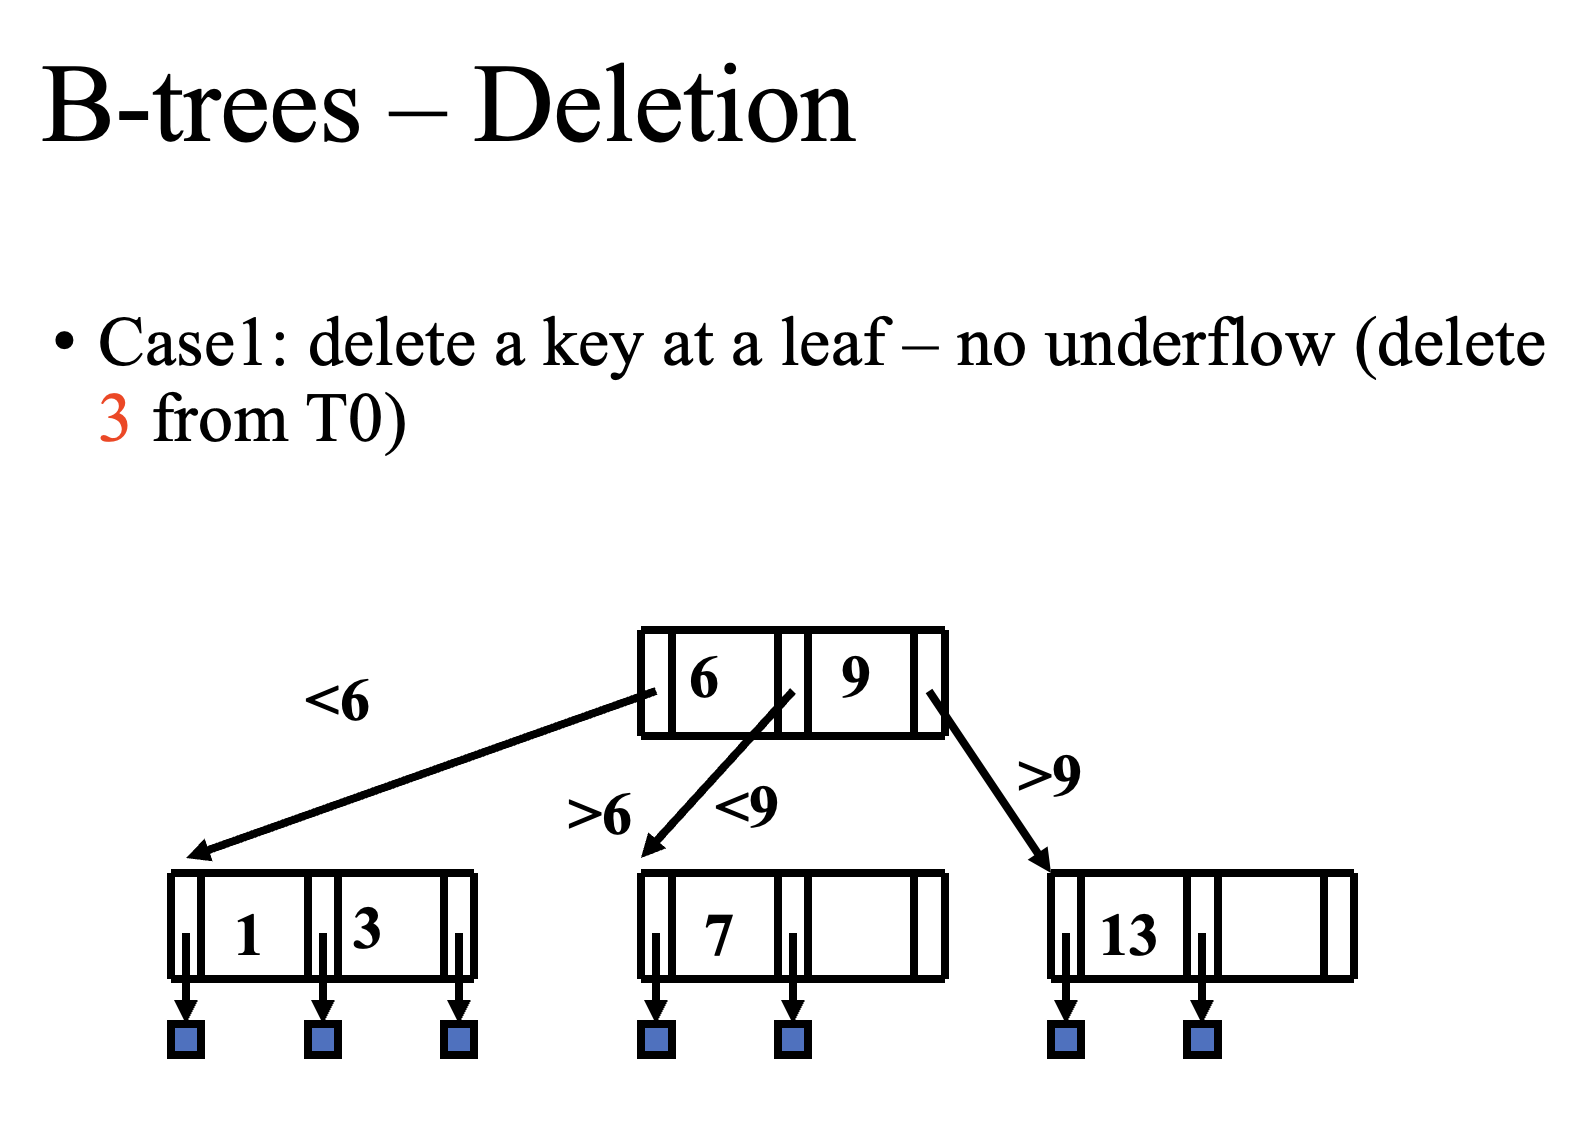 B-trees – Deletion
• Case1: delete a key at a leaf – no underflow (delete
3 from T0)
6 9
<6
>6 <9
>9
1 3
7
13